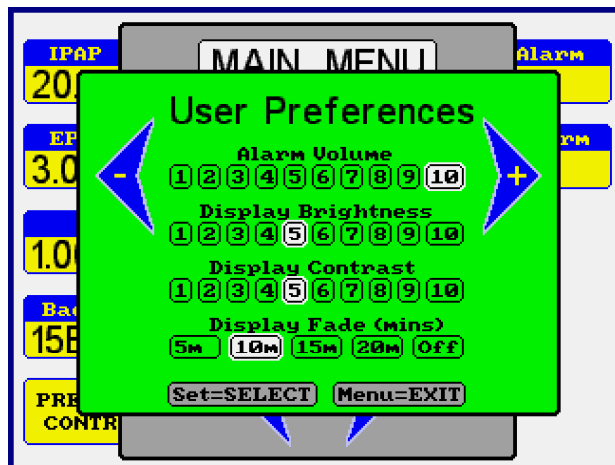 IPAP
MAIN MENU
Alarm
User Preferences
Alarm Volume
- 1 2 3 4 5 6 7 8 9 10 +
Display Brightness
1 2 3 4 5 6 7 8 9 10
Display Contrast
1 2 3 4 5 6 7 8 9 10
Display Fade (mins)
5m 10m 15m 20m Off
Set=SELECT Menu=EXIT